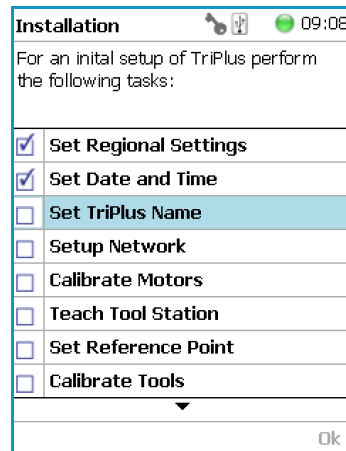 Installation 09:08
For an inital setup of TriPlus perform
the following tasks:
Set Regional Settings
Set Date and Time
Set TriPlus Name
Setup Network
Calibrate Motors
Teach Tool Station
Set Reference Point
Calibrate Tools
Ok